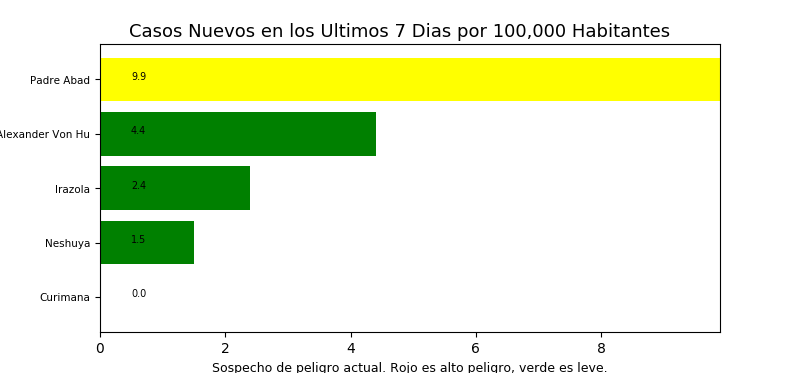 Casos Nuevos en los Ultimos 7 Dias por 100,000 Habitantes
Padre Abad 9.9
Alexander Von Hu 4.4
Irazola 2.4
Neshuya 1.5
Curimana 0.0
0 2 4 6 8
Sospecho de peligro actual. Rojo es alto peligro, verde es leve.